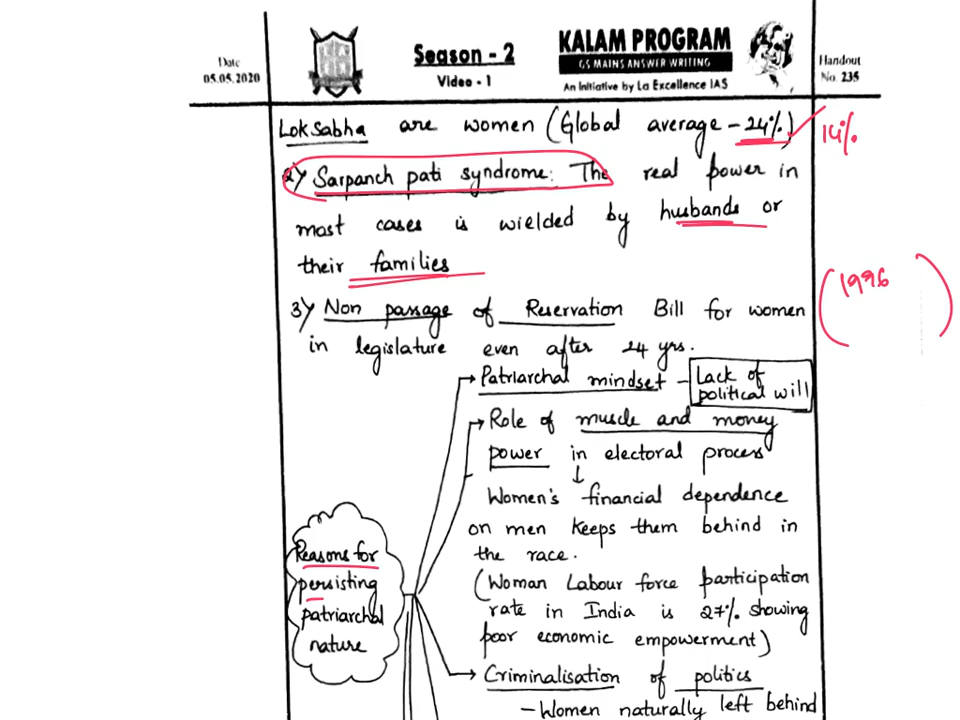 Date
05.05.2020
Season - 2
Video - 1
KALAM PROGRAM
GS MAINS ANSWER WRITING
An Initiative by La Excellence IAS
Handout
No. 235
Loksabha are women (Global average - 24%)
14%
2) Sarpanch pati syndrome: The real power in
most cases is wielded by husbands or
their families
(1996 )
3) Non passage of Reservation Bill for women
in legislature even after 24 yrs.
Patriarchal mindset - Lack of
political will
Role of muscle and money
power in electoral process
Women's financial dependence
on men keeps them behind in
the race.
(Woman Labour force participation
rate in India is 27% showing
poor economic empowerment)
Reasons for
persisting
patriarchal
nature
Criminalisation of politics
- Women naturally left behind